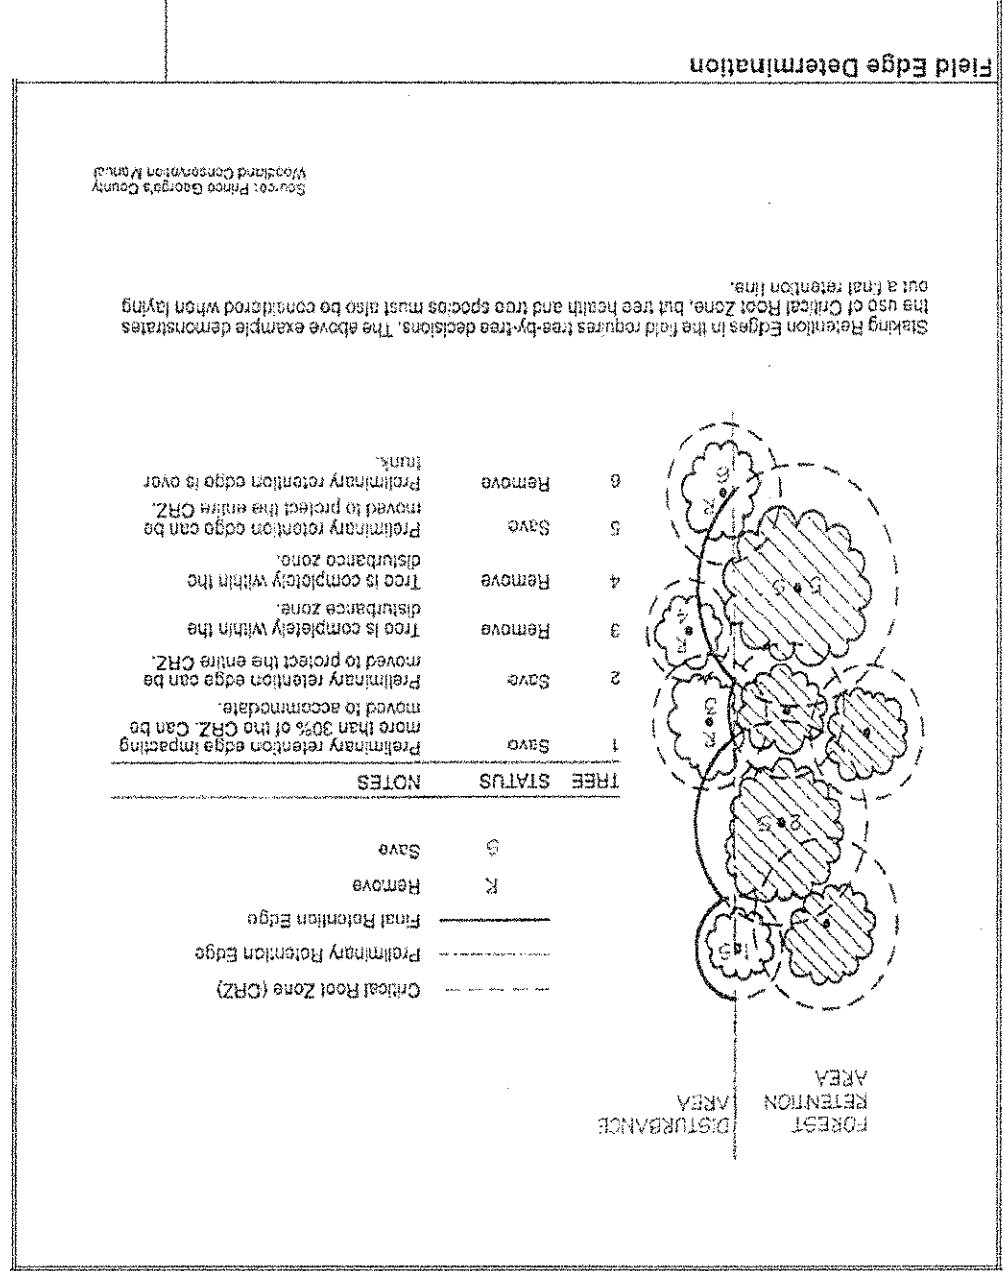 FOREST
RETENTION
AREA
DISTURBANCE
AREA
Critical Root Zone (CRZ)
Preliminary Retention Edge
Final Retention Edge
R Remove
S Save
1 S
2 S
3 R
1
4 R
5 S
6 R
TREE STATUS NOTES
1 Save Preliminary retention edge impacting
more than 30% of the CRZ. Can be
moved to accommodate.
2 Save Preliminary retention edge can be
moved to protect the entire CRZ.
3 Remove Tree is completely within the
disturbance zone.
4 Remove Tree is completely within the
disturbance zone.
5 Save Preliminary retention edge can be
moved to protect the entire CRZ.
6 Remove Preliminary retention edge is over
trunk.
Staking Retention Edges in the field requires tree-by-tree decisions. The above example demonstrates
the use of Critical Root Zone, but tree health and tree species must also be considered when laying
out a final retention line.
Source: Prince George's County
Woodland Conservation Manual
Field Edge Determination